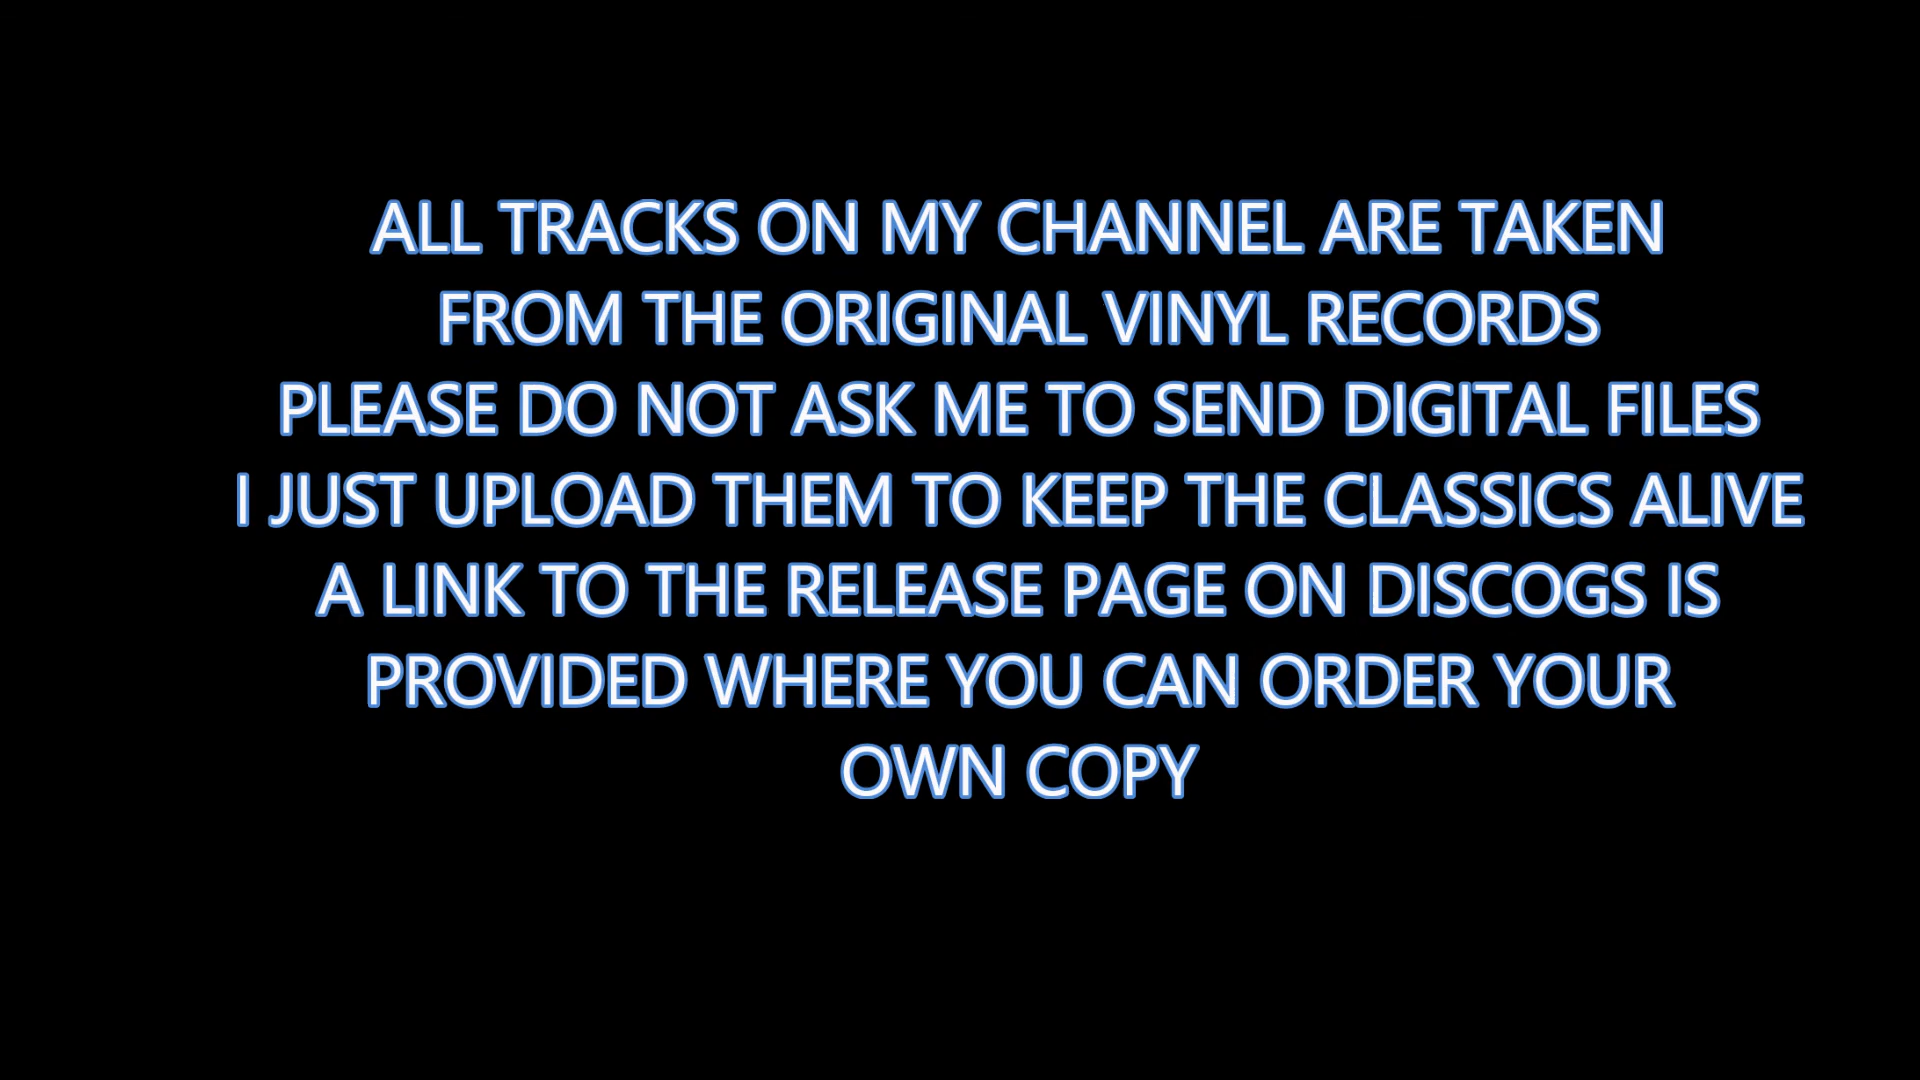 ALL TRACKS ON MY CHANNEL ARE TAKEN
FROM THE ORIGINAL VINYL RECORDS
PLEASE DO NOT ASK ME TO SEND DIGITAL FILES
I JUST UPLOAD THEM TO KEEP THE CLASSICS ALIVE
A LINK TO THE RELEASE PAGE ON DISCOGS IS
PROVIDED WHERE YOU CAN ORDER YOUR
OWN COPY